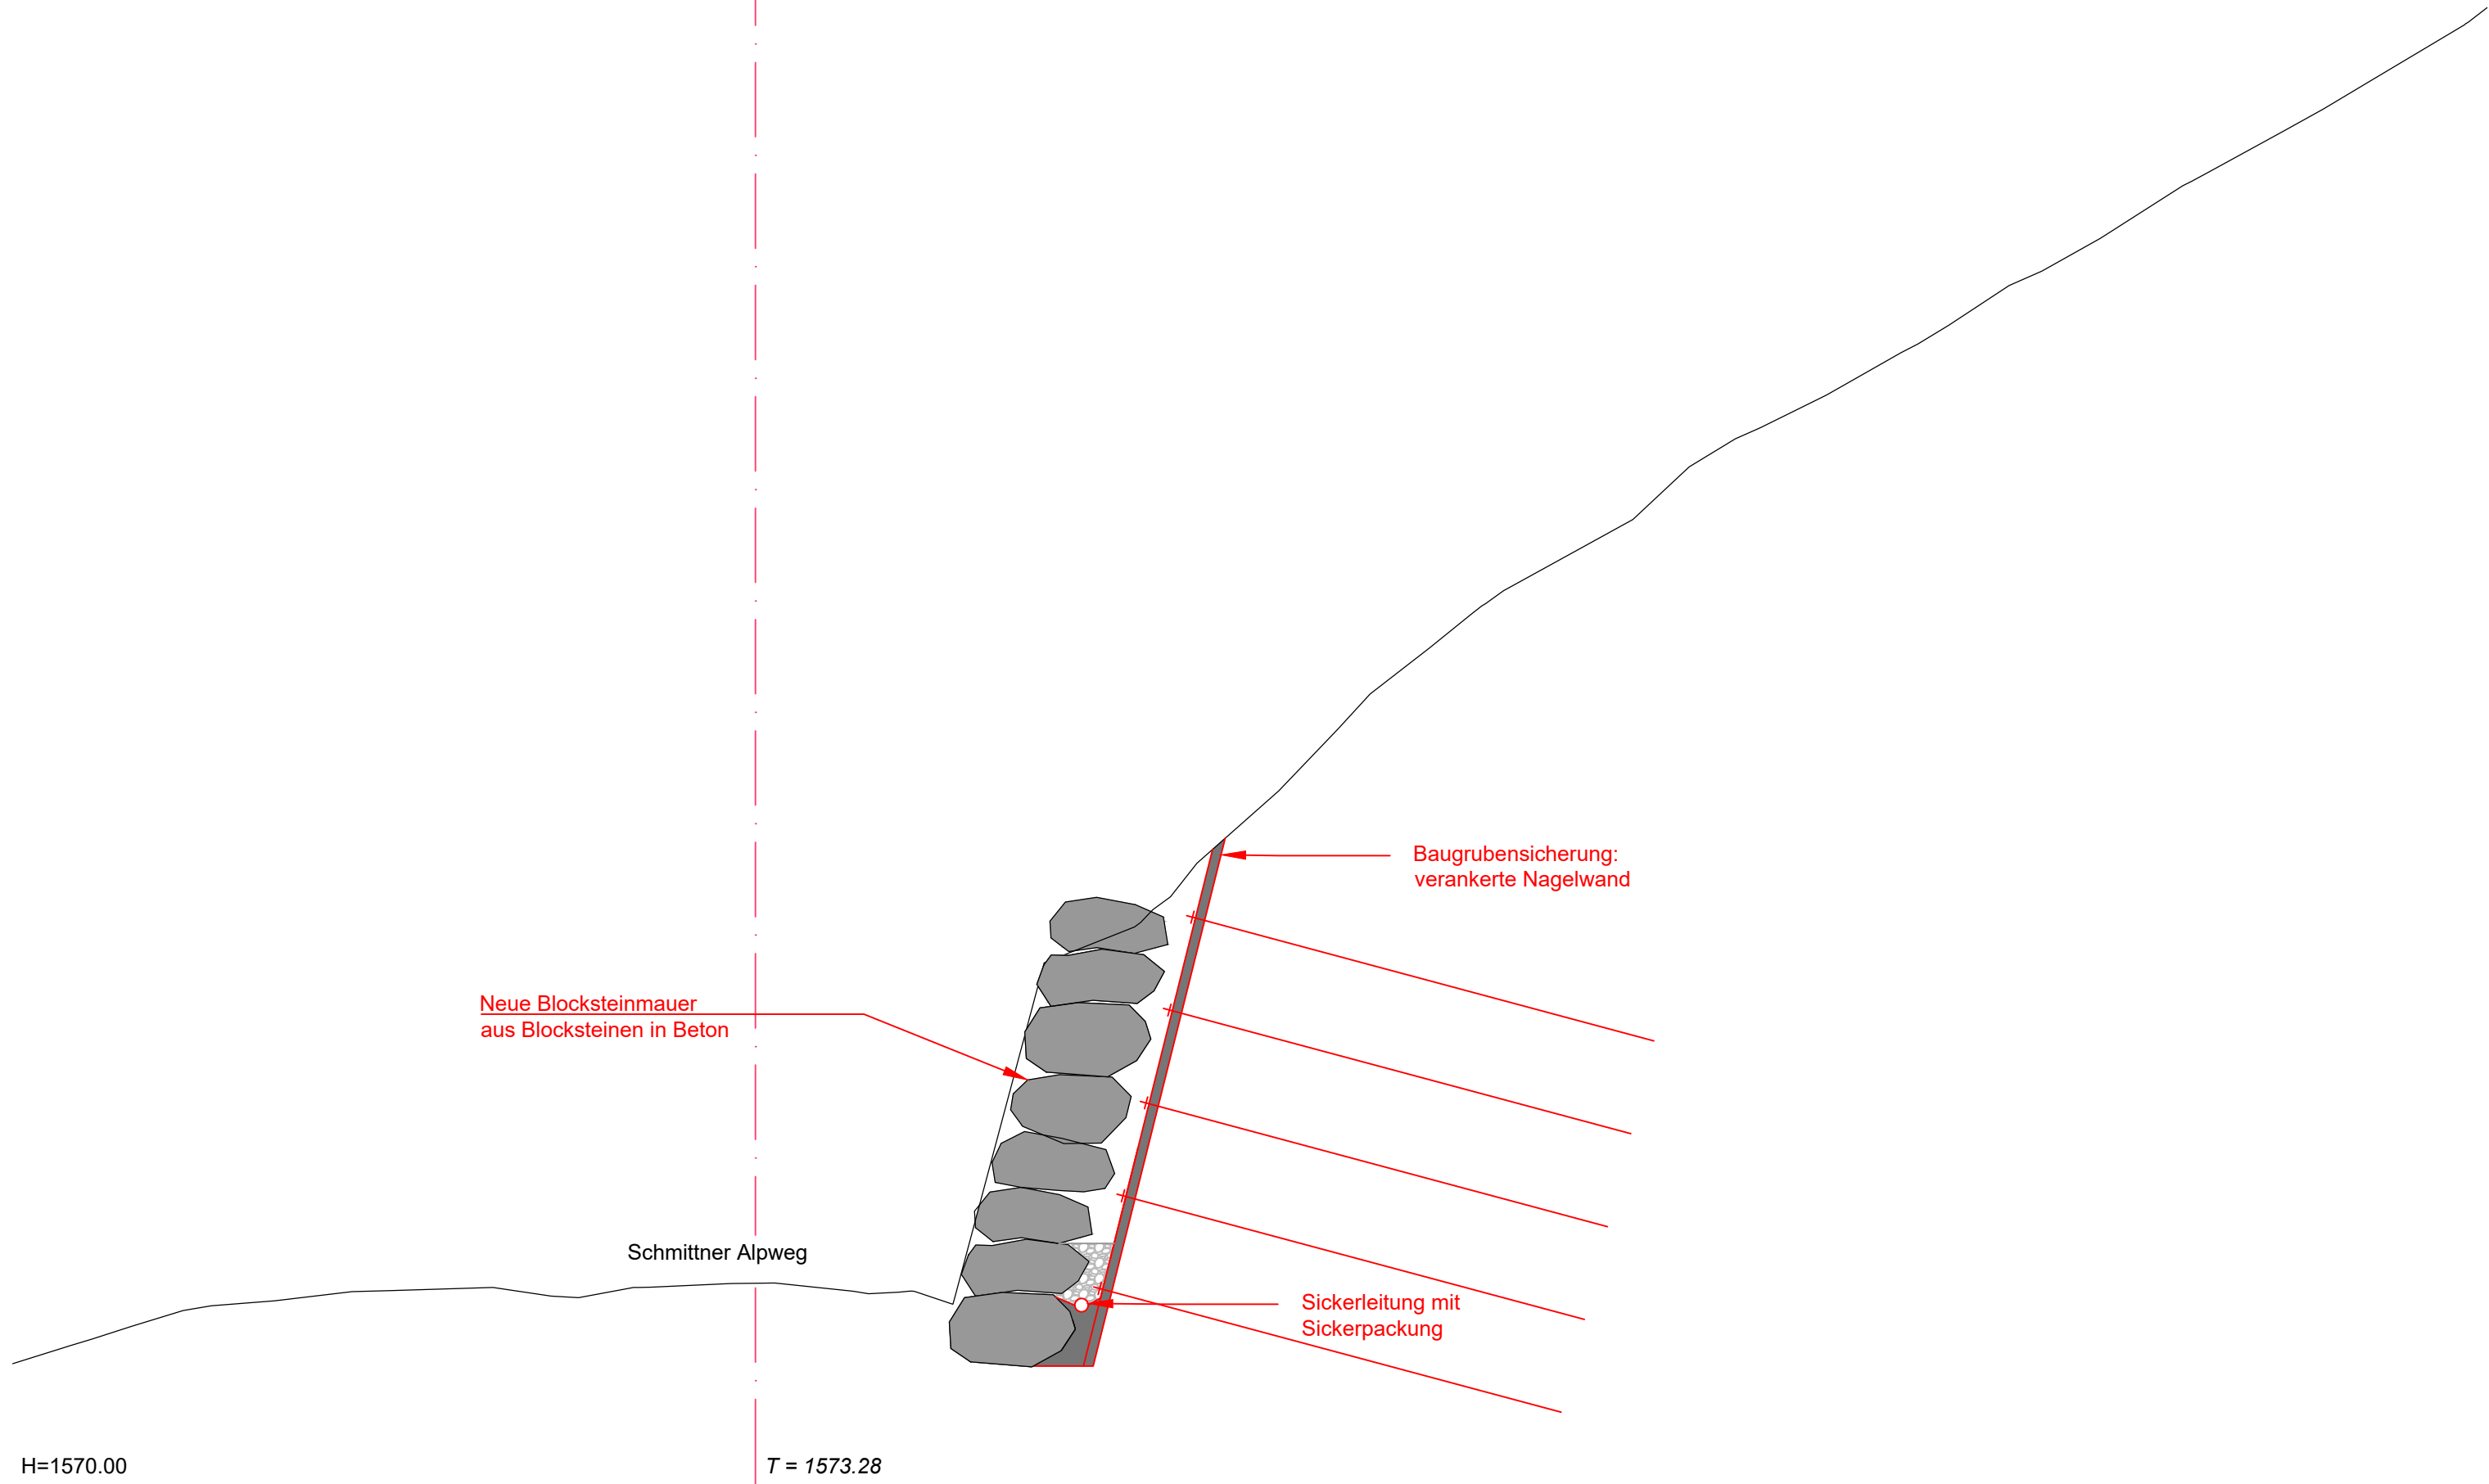 Baugrubensicherung:
verankerte Nagelwand
Neue Blocksteinmauer
aus Blocksteinen in Beton
Schmittner Alpweg
Sickerleitung mit
Sickerpackung
H=1570.00
T = 1573.28